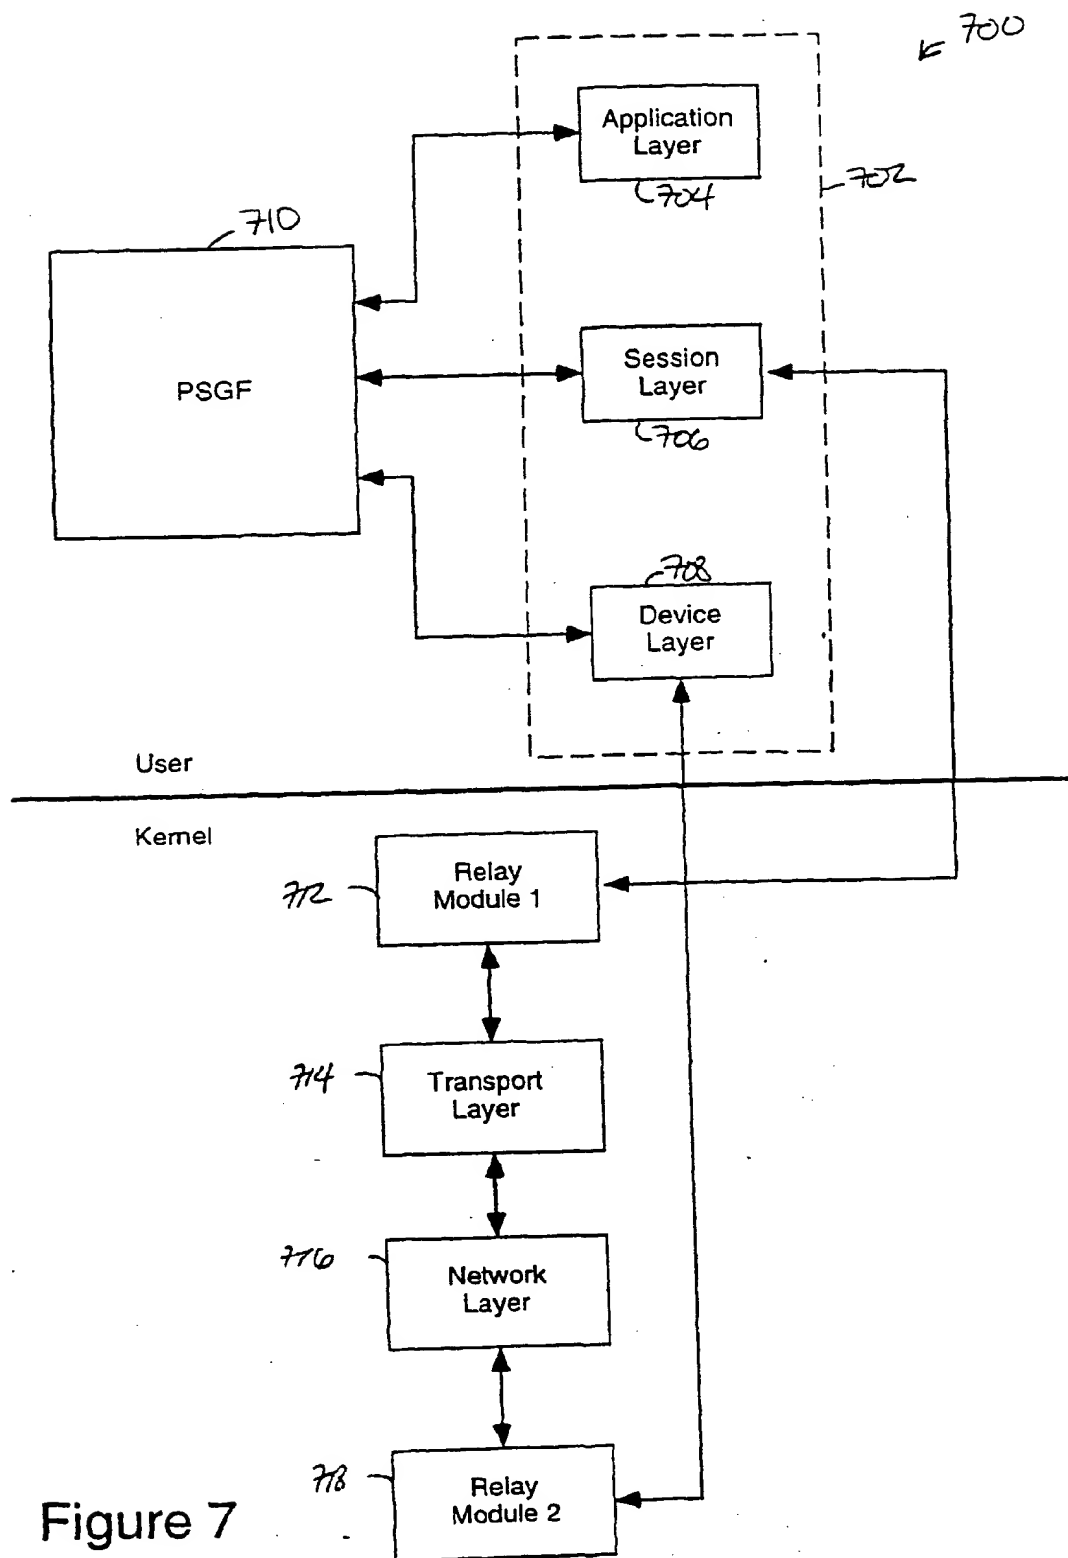 700
Application
Layer
704
702
710
PSGF
Session
Layer
706
708
Device
Layer
User
Kernel
712
Relay
Module 1
714
Transport
Layer
716
Network
Layer
718
Relay
Module 2
Figure 7